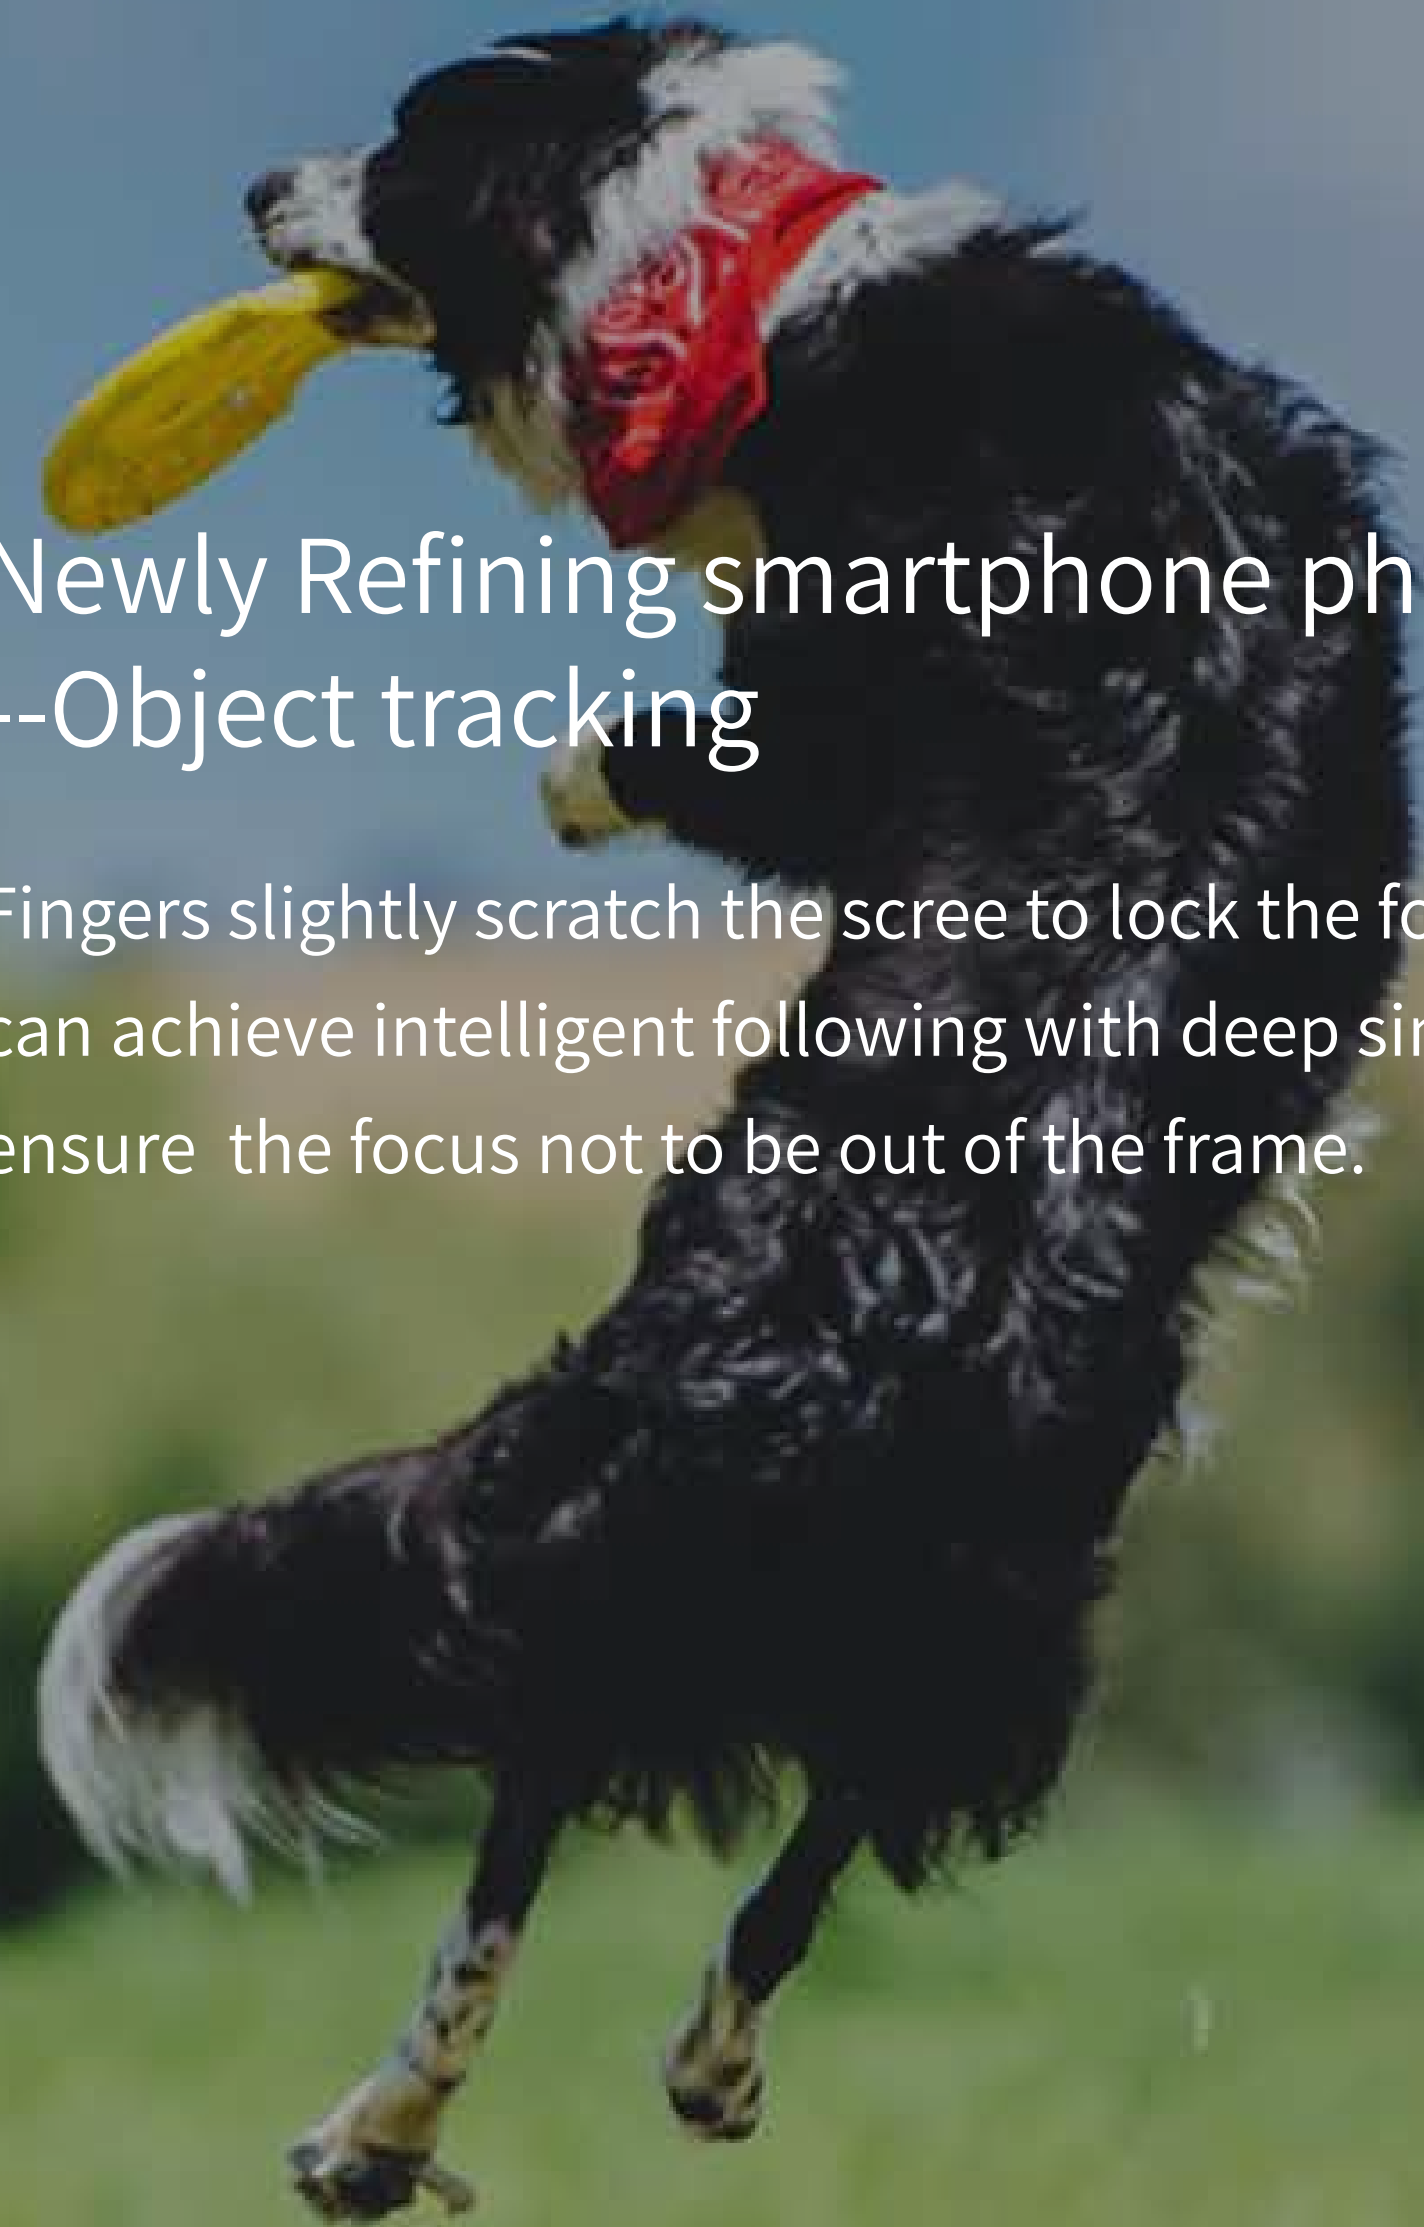 Newly Refining smartphone ph
--Object tracking
Fingers slightly scratch the scree to lock the fo
can achieve intelligent following with deep sin
ensure the focus not to be out of the frame.